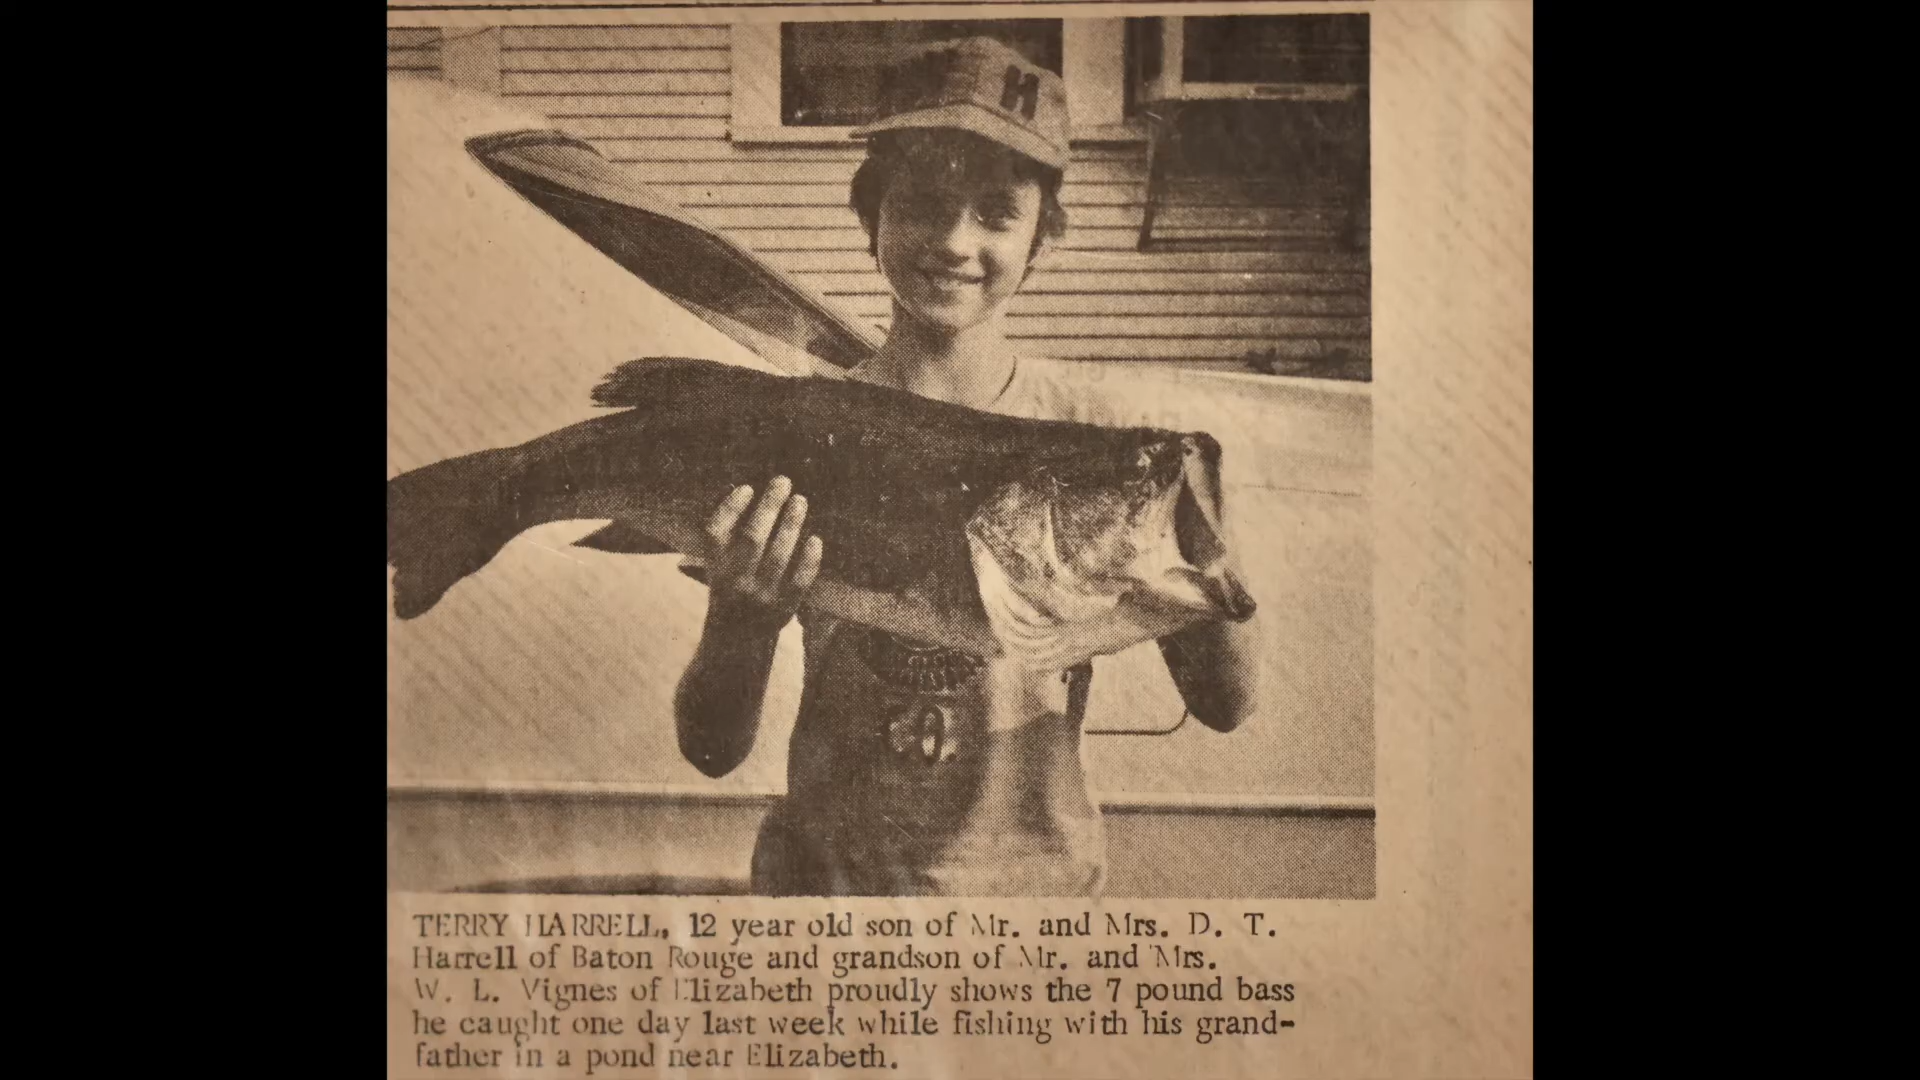 H
CO.
TERRY HARRELL, 12 year old son of Mr. and Mrs. D. T.
Harrell of Baton Rouge and grandson of Mr. and Mrs.
W. L. Vignes of Elizabeth proudly shows the 7 pound bass
he caught one day last week while fishing with his grand-
father in a pond near Elizabeth.